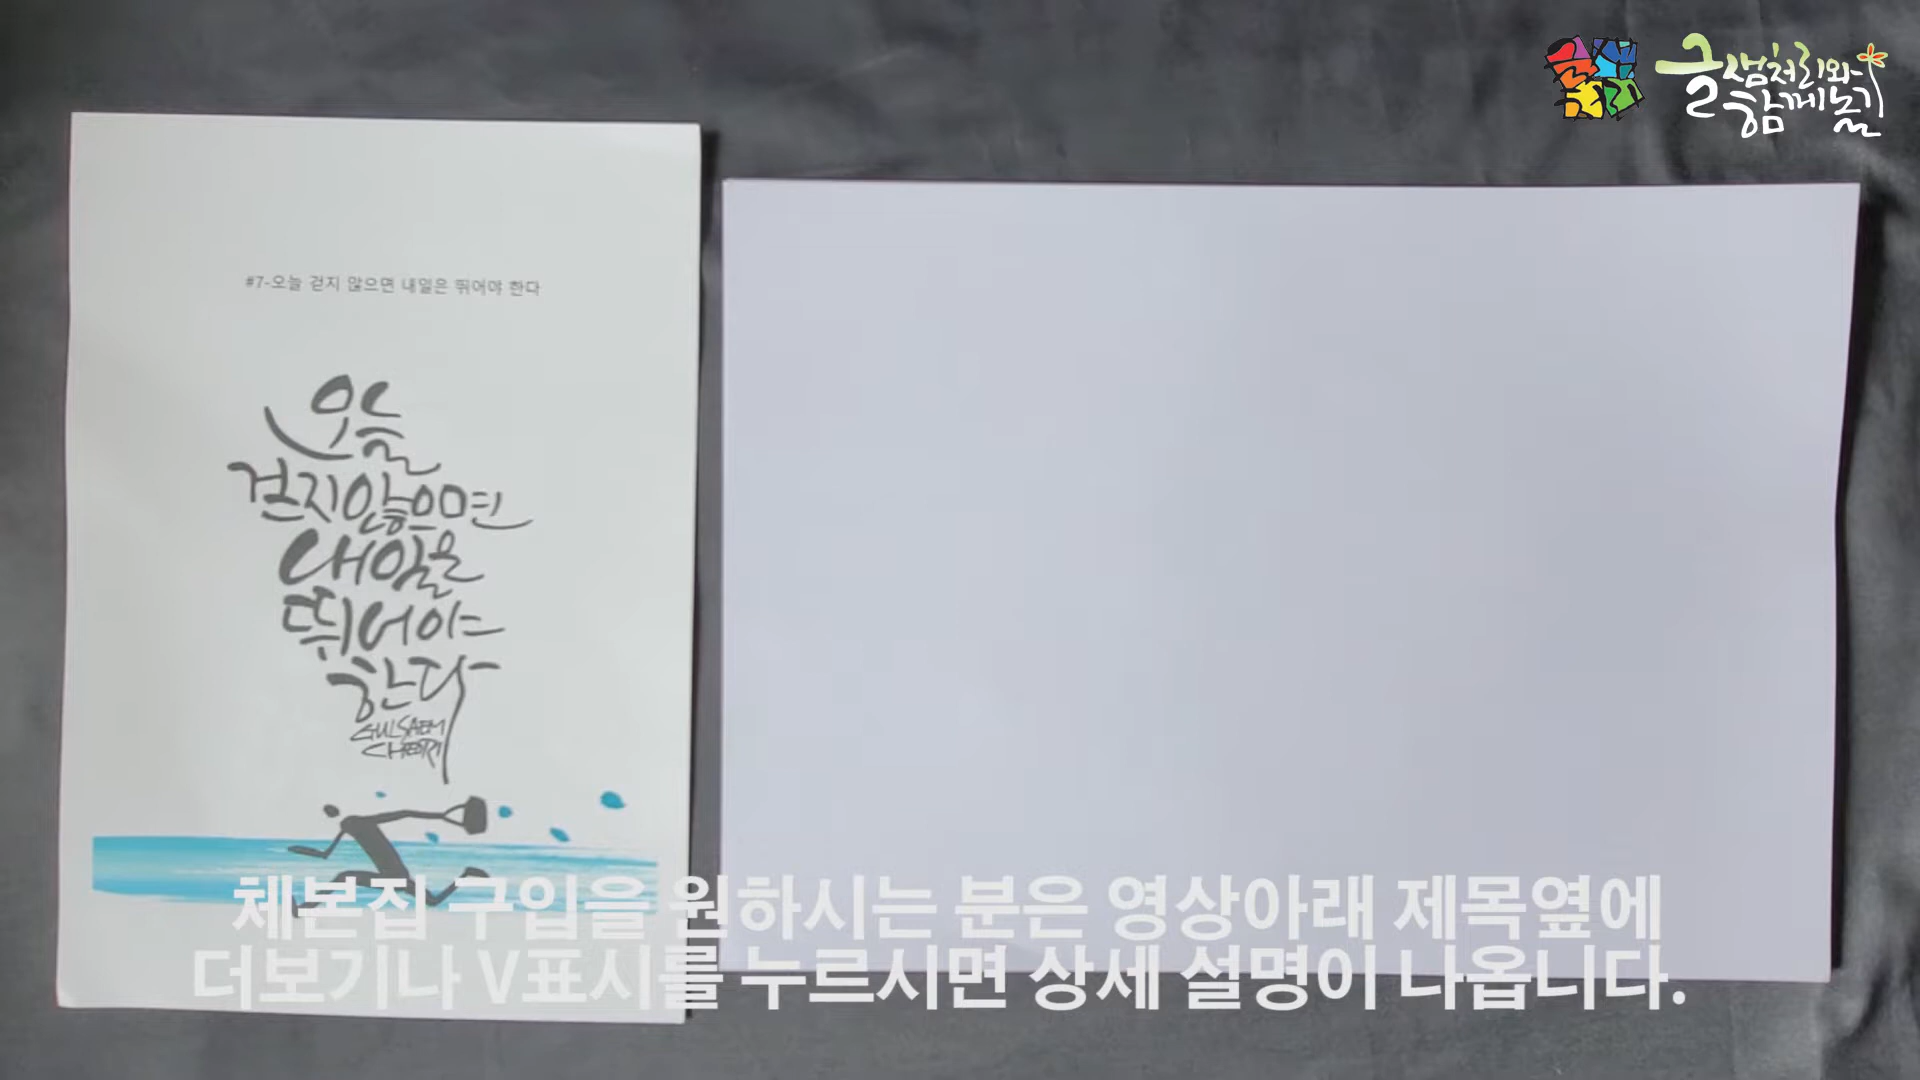 글샘처리와
함께놀기
#7-오늘 걷지 않으면 내일은 뛰어야 한다
오늘
걷지않으면
내일은
뛰어야
한다
GULSAEM
CHEORI
체본집 구입을 원하시는 분은 영상아래 제목옆에
더보기나 V표시를 누르시면 상세 설명이 나옵니다.